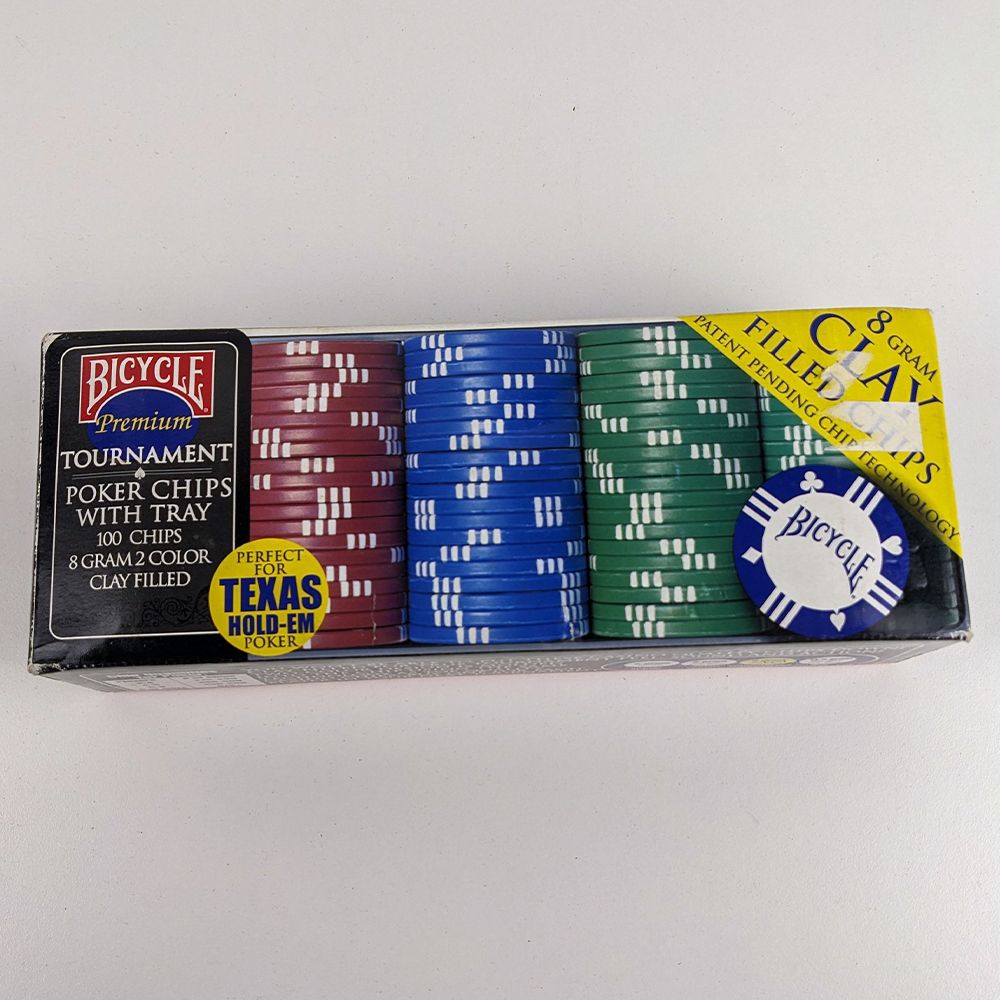 BICYCLE
Premium
TOURNAMENT
POKER CHIPS
WITH TRAY
100 CHIPS
8 GRAM 2 COLOR
CLAY FILLED
PERFECT
FOR
TEXAS
HOLD-EM
POKER
8 GRAM
CLAY
FILLED CHIPS
PATENT PENDING CHIP TECHNOLOGY
BICYCLE